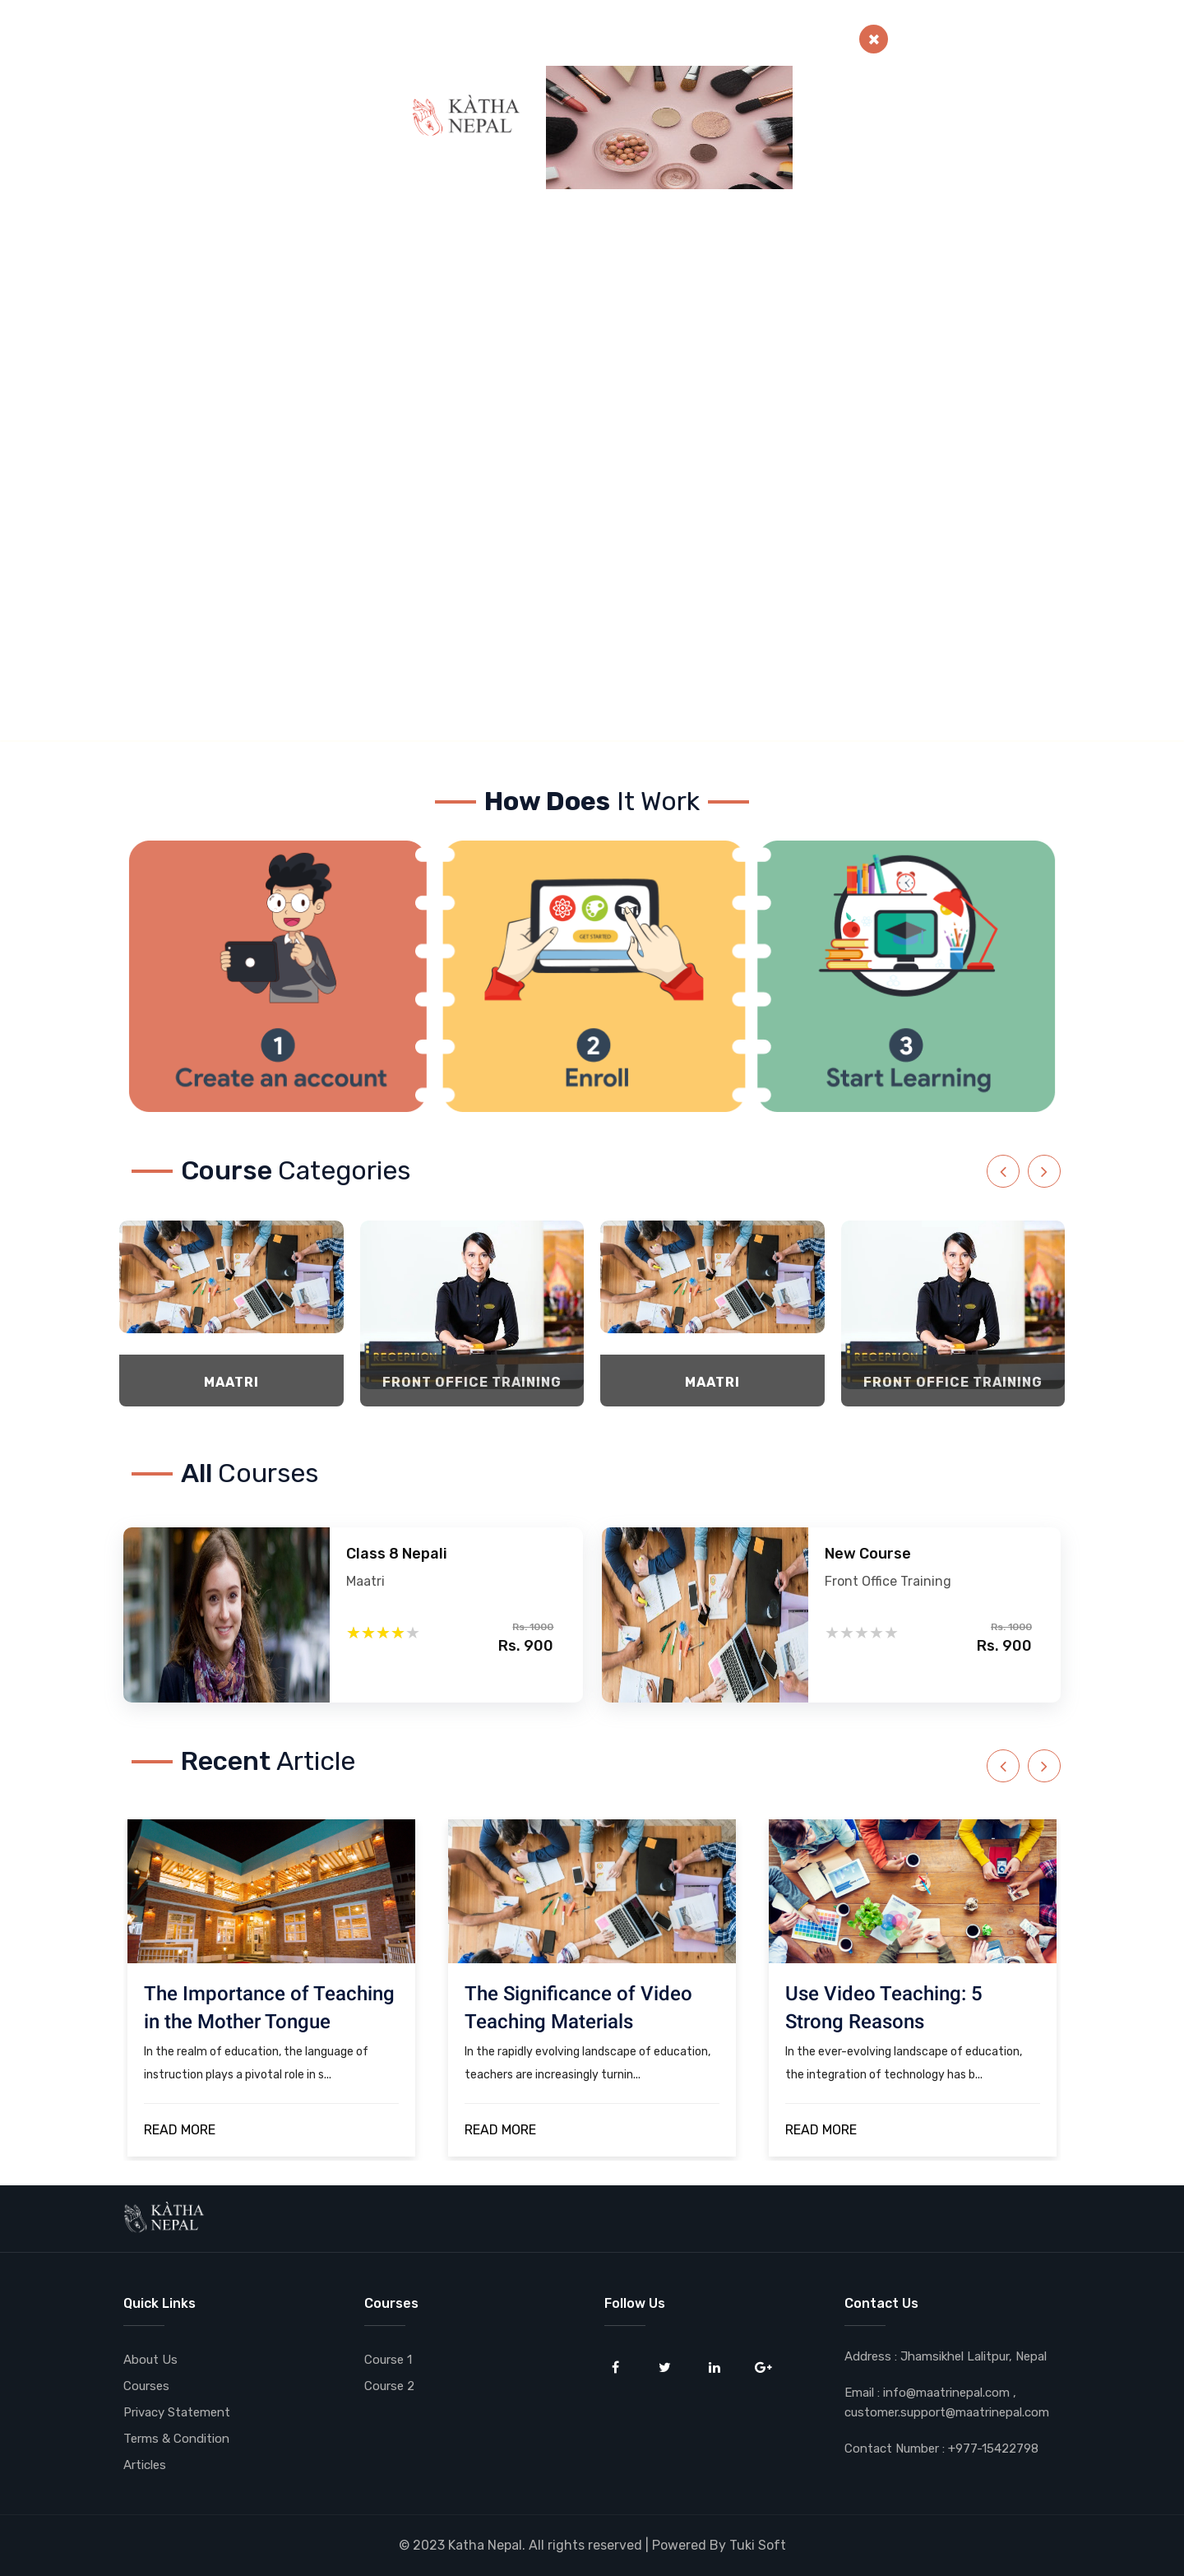 KÀTHA
NEPAL
How Does It Work
GET STARTED
1
Create an account
2
Enroll
3
Start Learning
Course Categories
RECEPTION
RECEPTION
MAATRI
FRONT OFFICE TRAINING
MAATRI
FRONT OFFICE TRAINING
All Courses
Class 8 Nepali
Maatri
Rs. 1000
Rs. 900
New Course
Front Office Training
Rs. 1000
Rs. 900
Recent Article
The Importance of Teaching
in the Mother Tongue
In the realm of education, the language of
instruction plays a pivotal role in s...
READ MORE
The Significance of Video
Teaching Materials
In the rapidly evolving landscape of education,
teachers are increasingly turnin...
READ MORE
Use Video Teaching: 5
Strong Reasons
In the ever-evolving landscape of education,
the integration of technology has b...
READ MORE
KÀTHA
NEPAL
Quick Links
About Us
Courses
Privacy Statement
Terms & Condition
Articles
Courses
Course 1
Course 2
Follow Us
Contact Us
Address : Jhamsikhel Lalitpur, Nepal
Email : info@maatrinepal.com ,
customer.support@maatrinepal.com
Contact Number : +977-15422798
© 2023 Katha Nepal. All rights reserved | Powered By Tuki Soft